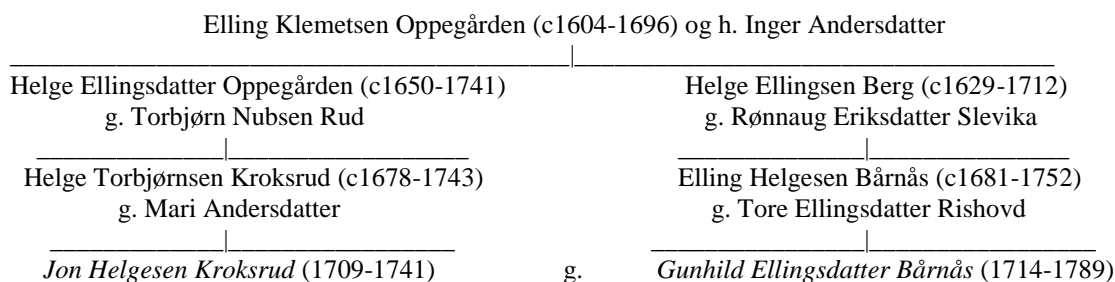 Elling Klemetsen Oppegården (c1604-1696) og h. Inger Andersdatter
Helge Ellingsdatter Oppegården (c1650-1741) Helge Ellingsen Berg (c1629-1712)
g. Torbjørn Nubsen Rud g. Rønnaug Eriksdatter Slevika
Helge Torbjørnsen Kroksrud (c1678-1743) Elling Helgesen Bårnås (c1681-1752)
g. Mari Andersdatter g. Tore Ellingsdatter Rishovd
Jon Helgesen Kroksrud (1709-1741) g. Gunhild Ellingsdatter Bårnås (1714-1789)